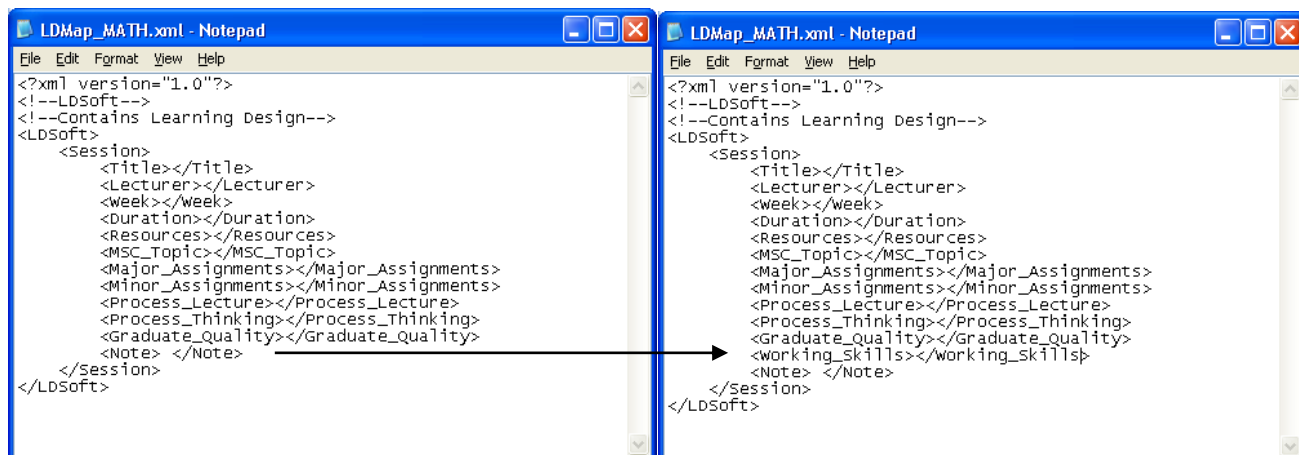 LDMap_MATH.xml - Notepad
File Edit Format View Help
<?xml version="1.0"?>
<!--LDSoft-->
<!--Contains Learning Design-->
<LDSoft>
<Session>
<Title></Title>
<Lecturer></Lecturer>
<Week></Week>
<Duration></Duration>
<Resources></Resources>
<MSC_Topic></MSC_Topic>
<Major_Assignments></Major_Assignments>
<Minor_Assignments></Minor_Assignments>
<Process_Lecture></Process_Lecture>
<Process_Thinking></Process_Thinking>
<Graduate_Quality></Graduate_Quality>
<Note> </Note>
</Session>
</LDSoft>
LDMap_MATH.xml - Notepad
File Edit Format View Help
<?xml version="1.0"?>
<!--LDSoft-->
<!--Contains Learning Design-->
<LDSoft>
<Session>
<Title></Title>
<Lecturer></Lecturer>
<Week></Week>
<Duration></Duration>
<Resources></Resources>
<MSC_Topic></MSC_Topic>
<Major_Assignments></Major_Assignments>
<Minor_Assignments></Minor_Assignments>
<Process_Lecture></Process_Lecture>
<Process_Thinking></Process_Thinking>
<Graduate_Quality></Graduate_Quality>
<Working_Skills></Working_Skills>
<Note> </Note>
</Session>
</LDSoft>